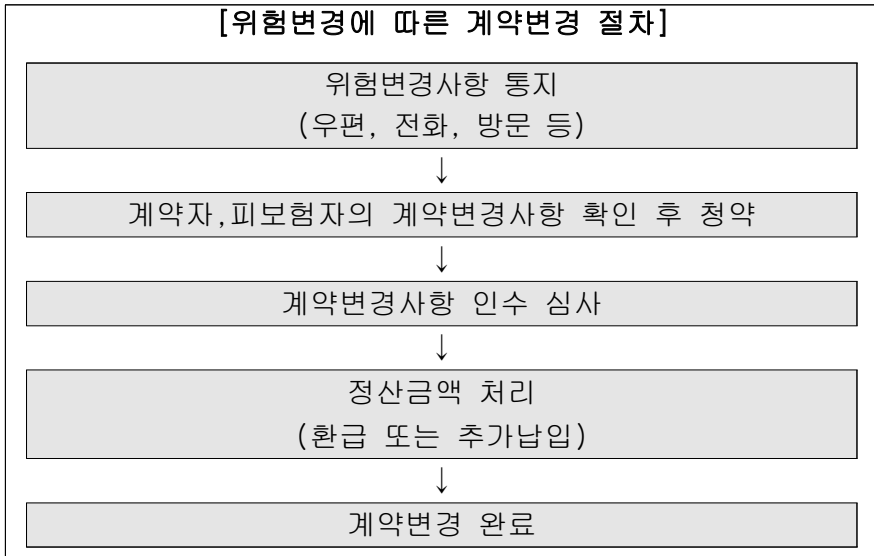 [위험변경에 따른 계약변경 절차]
위험변경사항 통지
(우편, 전화, 방문 등)
↓
계약자,피보험자의 계약변경사항 확인 후 청약
↓
계약변경사항 인수 심사
↓
정산금액 처리
(환급 또는 추가납입)
↓
계약변경 완료